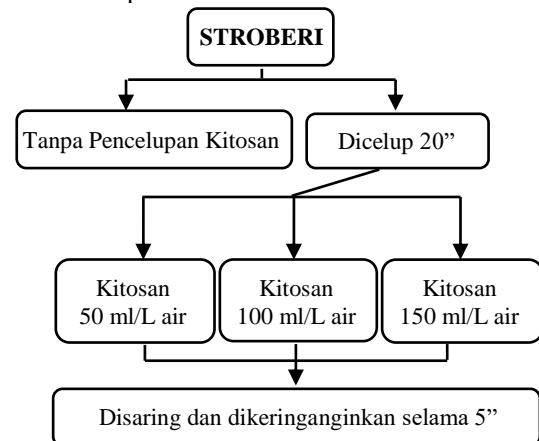 STROBERI
Tanpa Pencelupan Kitosan
Dicelup 20”
Kitosan
50 ml/L air
Kitosan
100 ml/L air
Kitosan
150 ml/L air
Disaring dan dikeringanginkan selama 5”